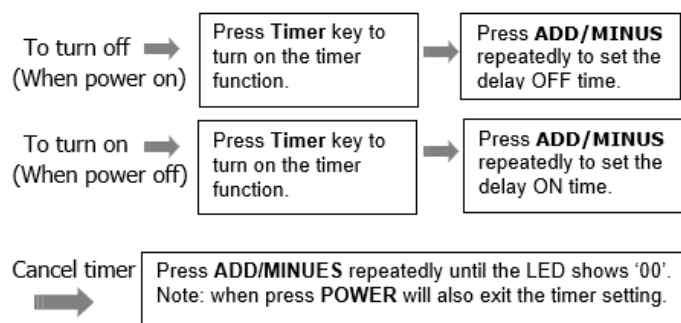 To turn off
(When power on)
Press Timer key to
turn on the timer
function.
Press ADD/MINUS
repeatedly to set the
delay OFF time.
To turn on
(When power off)
Press Timer key to
turn on the timer
function.
Press ADD/MINUS
repeatedly to set the
delay ON time.
Cancel timer
Press ADD/MINUES repeatedly until the LED shows ‘00’.
Note: when press POWER will also exit the timer setting.